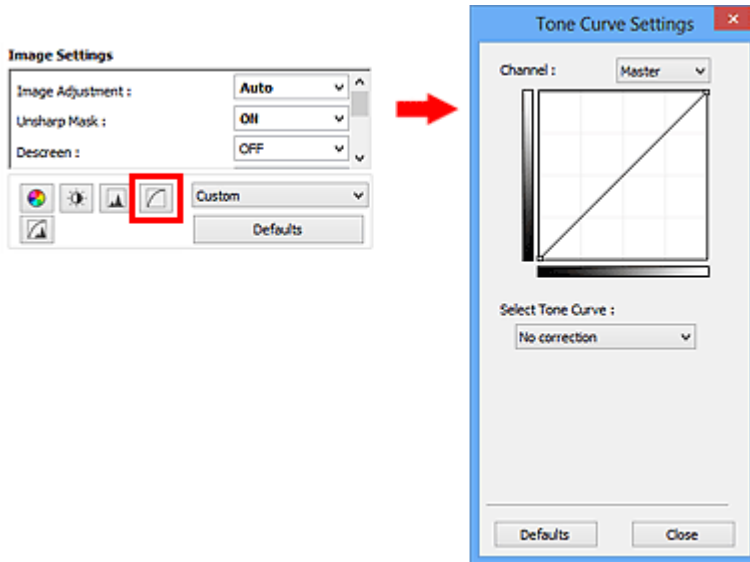 Image Settings
Image Adjustment : Auto
Unsharp Mask : ON
Descreen : OFF
Custom
Defaults
Tone Curve Settings
Channel : Master
Select Tone Curve :
No correction
Defaults Close